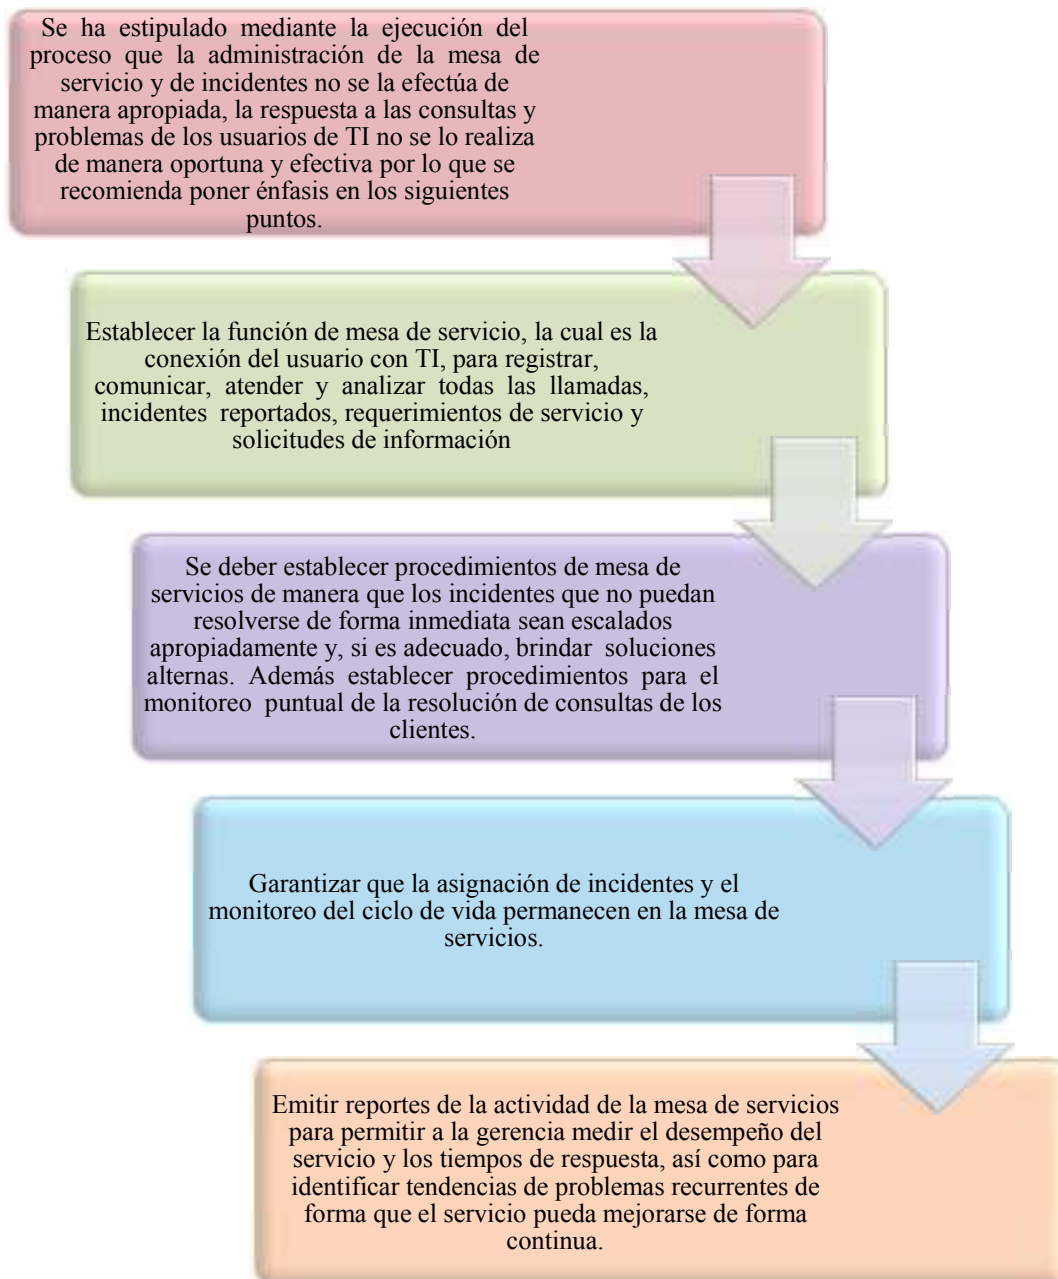 Se ha estipulado mediante la ejecución del
proceso que la administración de la mesa de
servicio y de incidentes no se la efectúa de
manera apropiada, la respuesta a las consultas y
problemas de los usuarios de TI no se lo realiza
de manera oportuna y efectiva por lo que se
recomienda poner énfasis en los siguientes
puntos.
Establecer la función de mesa de servicio, la cual es la
conexión del usuario con TI, para registrar,
comunicar, atender y analizar todas las llamadas,
incidentes reportados, requerimientos de servicio y
solicitudes de información
Se deber establecer procedimientos de mesa de
servicios de manera que los incidentes que no puedan
resolverse de forma inmediata sean escalados
apropiadamente y, si es adecuado, brindar soluciones
alternas. Además establecer procedimientos para el
monitoreo puntual de la resolución de consultas de los
clientes.
Garantizar que la asignación de incidentes y el
monitoreo del ciclo de vida permanecen en la mesa de
servicios.
Emitir reportes de la actividad de la mesa de servicios
para permitir a la gerencia medir el desempeño del
servicio y los tiempos de respuesta, así como para
identificar tendencias de problemas recurrentes de
forma que el servicio pueda mejorarse de forma
continua.